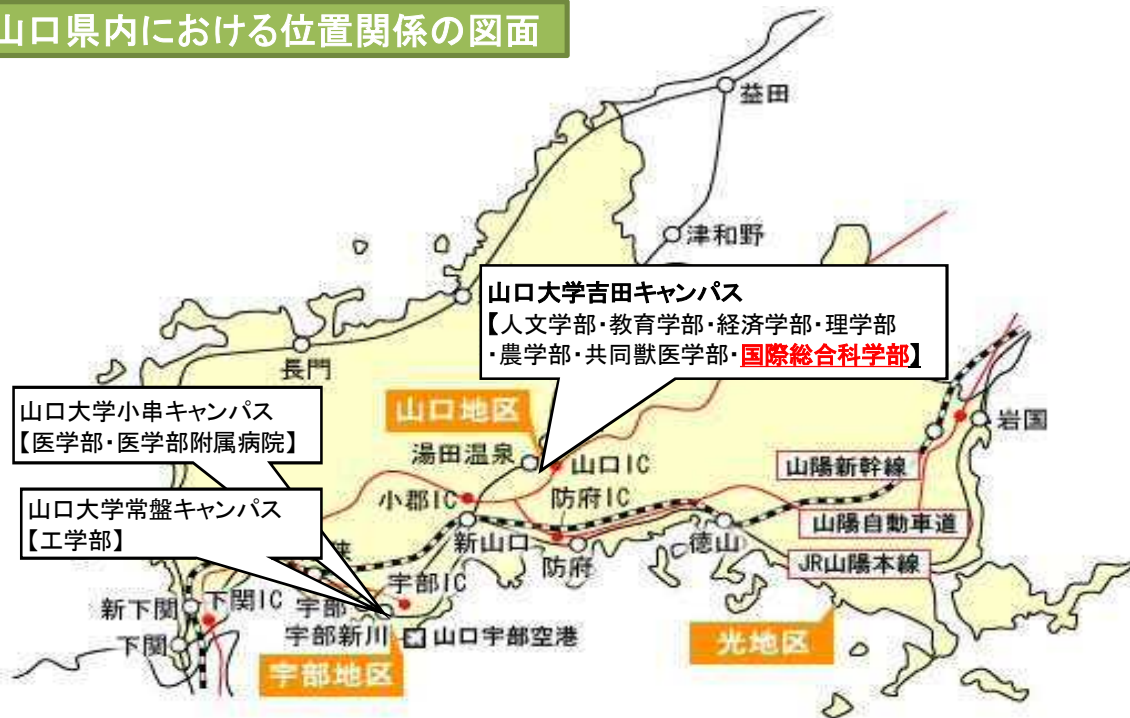 山口県内における位置関係の図面
益田
津和野
山口大学吉田キャンパス
【人文学部・教育学部・経済学部・理学部
・農学部・共同獣医学部・国際総合科学部】
長門
山口大学小串キャンパス
【医学部・医学部附属病院】
山口地区
岩国
湯田温泉
山口IC
山陽新幹線
小郡IC
防府IC
山口大学常盤キャンパス
【工学部】
山陽自動車道
新山口
防府
徳山
JR山陽本線
狭
宇部IC
新下関
下関IC
宇部
下関
宇部新川
山口宇部空港
光地区
宇部地区